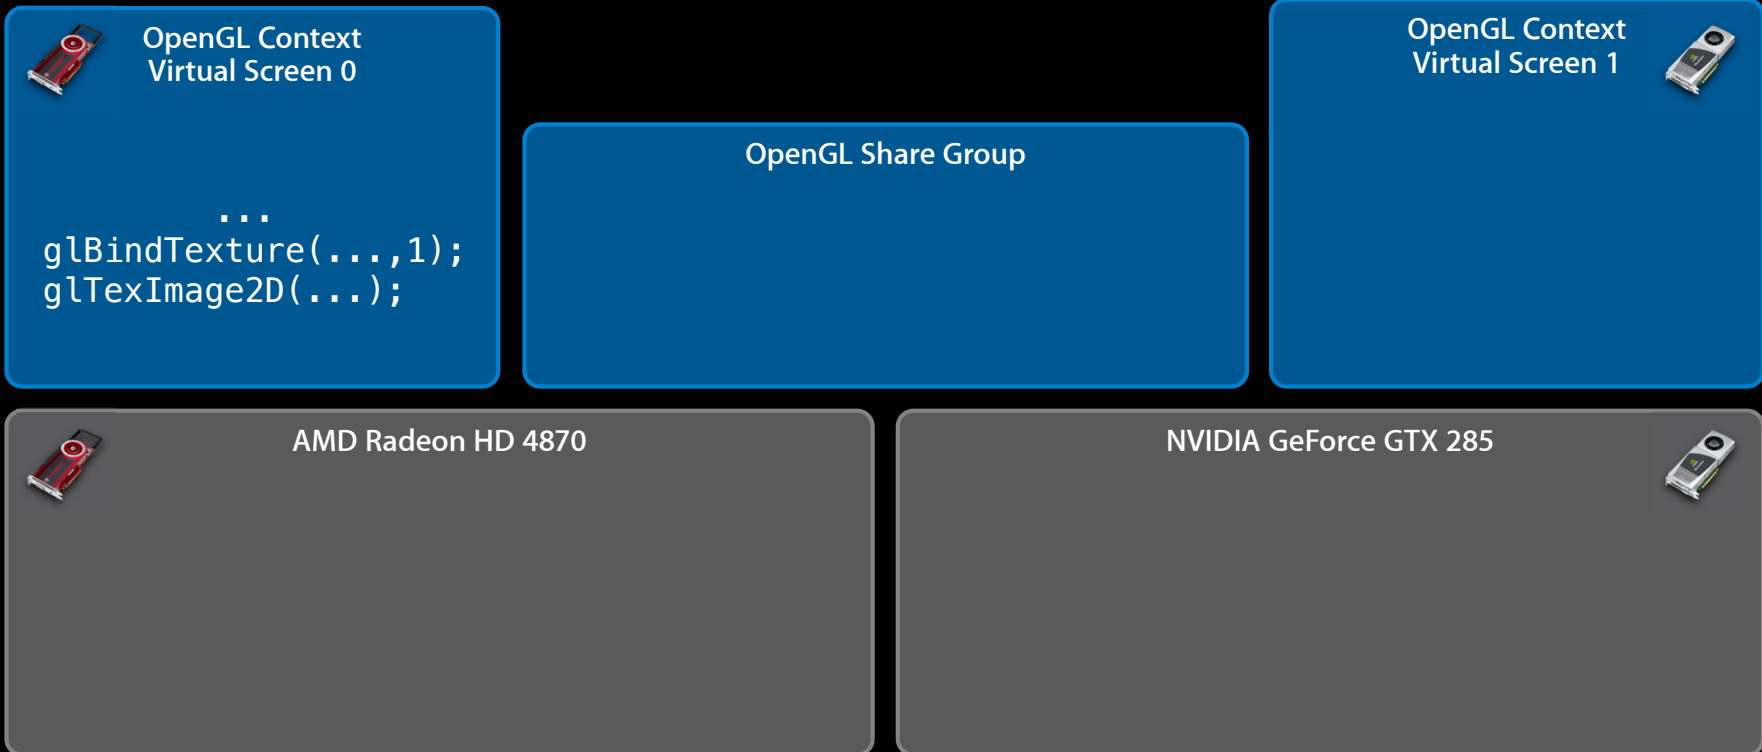 OpenGL Context
Virtual Screen 0
...
glBindTexture(...,1);
glTexImage2D(...);
OpenGL Share Group
OpenGL Context
Virtual Screen 1
AMD Radeon HD 4870
NVIDIA GeForce GTX 285